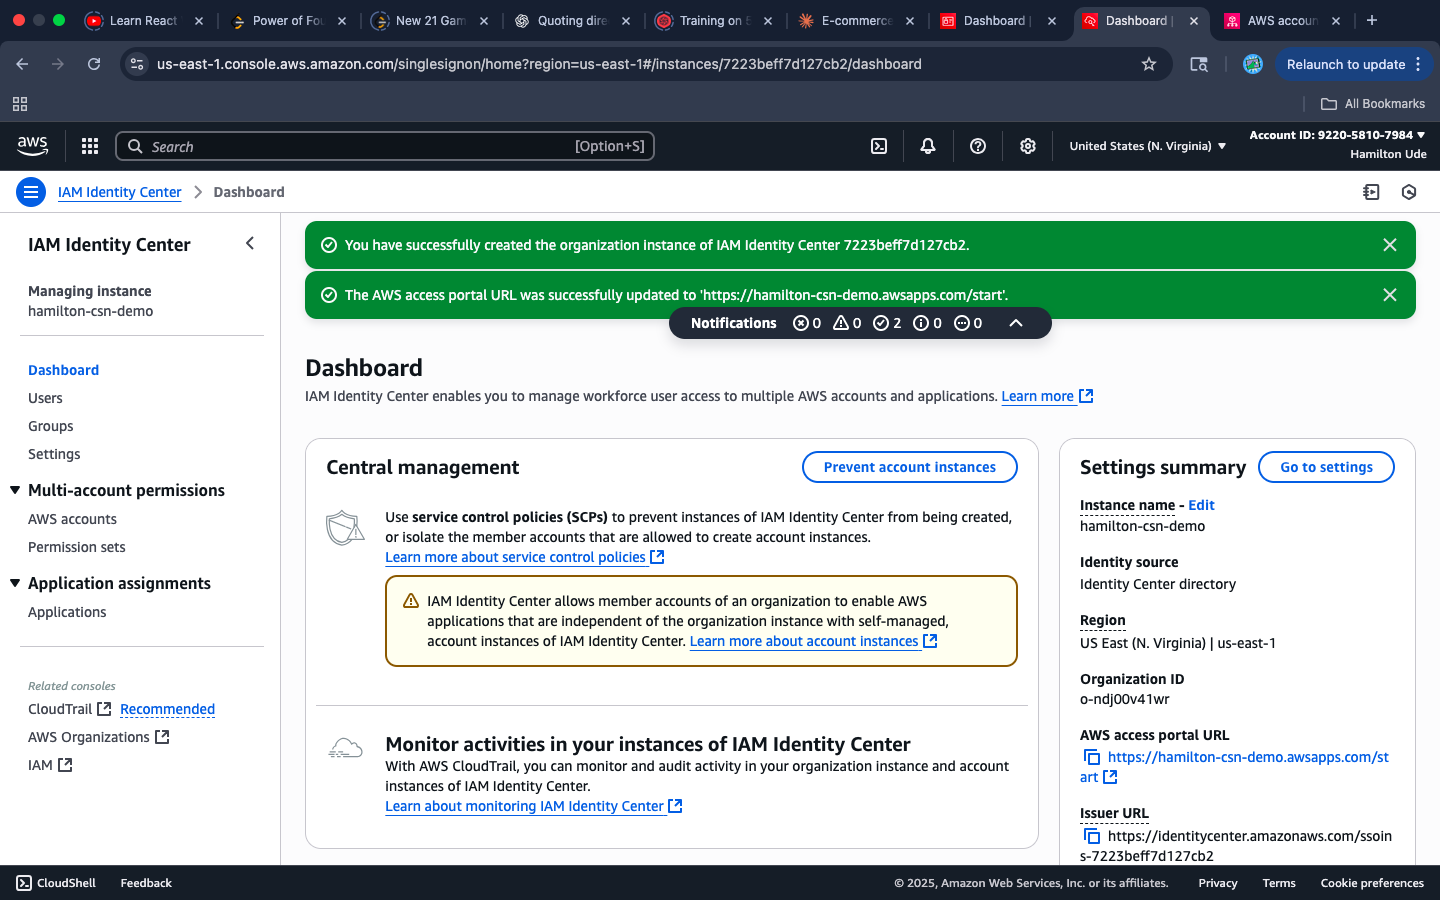 Learn React
Power of Fou
New 21 Gam
Quoting dire
Training on
E-commerce
Dashboard |
Dashboard |
AWS accoun
us-east-1.console.aws.amazon.com/singlesignon/home?region=us-east-1#/instances/7223beff7d127cb2/dashboard
Relaunch to update
All Bookmarks
aws
Search
[Option+S]
United States (N. Virginia)
Account ID: 9220-5810-7984
Hamilton Ude
IAM Identity Center
Dashboard
IAM Identity Center
Managing instance
hamilton-csn-demo
Dashboard
Users
Groups
Settings
Multi-account permissions
AWS accounts
Permission sets
Application assignments
Applications
Related consoles
CloudTrail Recommended
AWS Organizations
IAM
You have successfully created the organization instance of IAM Identity Center 7223beff7d127cb2.
The AWS access portal URL was successfully updated to 'https://hamilton-csn-demo.awsapps.com/start'.
Notifications 0 0 2 0 0
Dashboard
IAM Identity Center enables you to manage workforce user access to multiple AWS accounts and applications. Learn more
Central management
Prevent account instances
Use service control policies (SCPs) to prevent instances of IAM Identity Center from being created,
or isolate the member accounts that are allowed to create account instances.
Learn more about service control policies
IAM Identity Center allows member accounts of an organization to enable AWS
applications that are independent of the organization instance with self-managed,
account instances of IAM Identity Center. Learn more about account instances
Monitor activities in your instances of IAM Identity Center
With AWS CloudTrail, you can monitor and audit activity in your organization instance and account
instances of IAM Identity Center.
Learn about monitoring IAM Identity Center
Settings summary
Go to settings
Instance name - Edit
hamilton-csn-demo
Identity source
Identity Center directory
Region
US East (N. Virginia) | us-east-1
Organization ID
o-ndj00v41wr
AWS access portal URL
https://hamilton-csn-demo.awsapps.com/st
art
Issuer URL
https://identitycenter.amazonaws.com/ssoin
s-7223beff7d127cb2
CloudShell
Feedback
© 2025, Amazon Web Services, Inc. or its affiliates.
Privacy
Terms
Cookie preferences